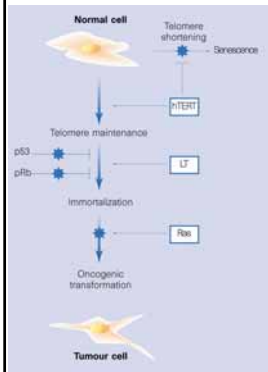 Normal cell
Telomere
shortening
Senescence
hTERT
Telomere maintenance
p53
pRb
LT
Immortalization
Ras
Oncogenic
transformation
Tumour cell